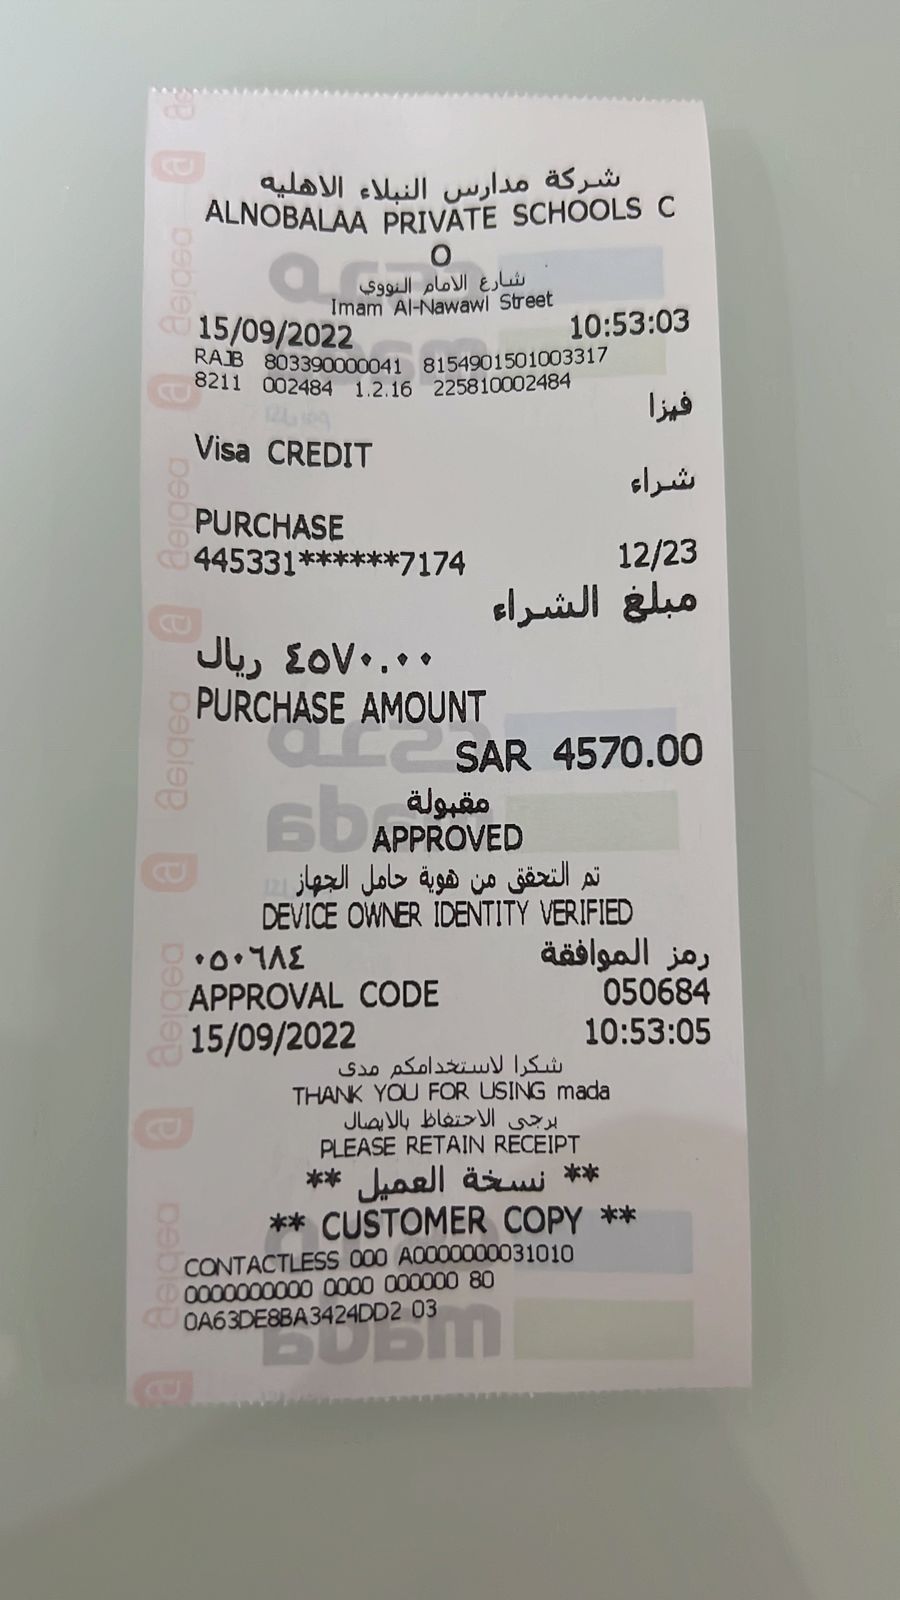 شركة مدارس النبلاء الاهليه
ALNOBALAA PRIVATE SCHOOLS C
O
شارع الامام النووي
Imam Al-Nawawi Street
15/09/2022 10:53:03
RAJB 803390000041 8154901501003317
8211 002484 1.2.16 225810002484
فيزا
Visa CREDIT
شراء
PURCHASE
445331******7174 12/23
مبلغ الشراء
٤٥٧٠.٠٠ ريال
PURCHASE AMOUNT
SAR 4570.00
مقبولة
APPROVED
تم التحقق من هوية حامل الجهاز
DEVICE OWNER IDENTITY VERIFIED
رمز الموافقة ٠٥٠٦٨٤
APPROVAL CODE 050684
15/09/2022 10:53:05
شكرا لاستخدامكم مدى
THANK YOU FOR USING mada
يرجى الاحتفاظ بالايصال
PLEASE RETAIN RECEIPT
** نسخة العميل **
** CUSTOMER COPY **
CONTACTLESS 000 A0000000031010
0000000000 0000 000000 80
0A63DE8BA3424DD2 03
geidea
mada